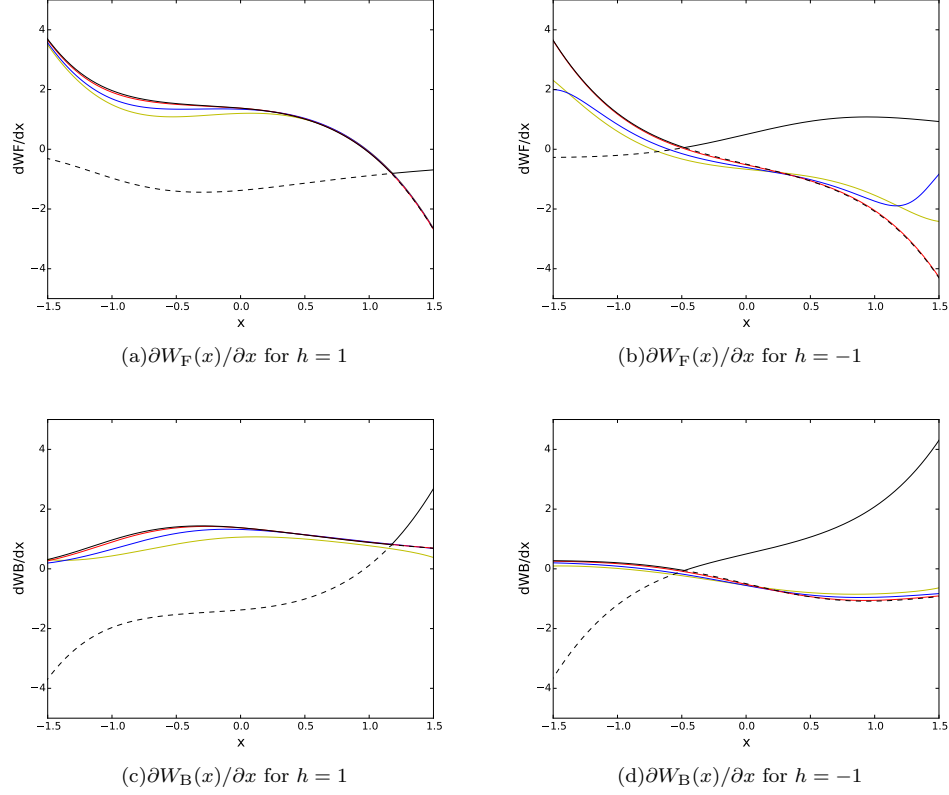 4
2
0
−2
−4
dWF/dx
−1.5 −1.0 −0.5 0.0 0.5 1.0 1.5
x
(a)∂W_F(x)/∂x for h = 1
4
2
0
−2
−4
dWF/dx
−1.5 −1.0 −0.5 0.0 0.5 1.0 1.5
x
(b)∂W_F(x)/∂x for h = −1
4
2
0
−2
−4
dWB/dx
−1.5 −1.0 −0.5 0.0 0.5 1.0 1.5
x
(c)∂W_B(x)/∂x for h = 1
4
2
0
−2
−4
dWB/dx
−1.5 −1.0 −0.5 0.0 0.5 1.0 1.5
x
(d)∂W_B(x)/∂x for h = −1